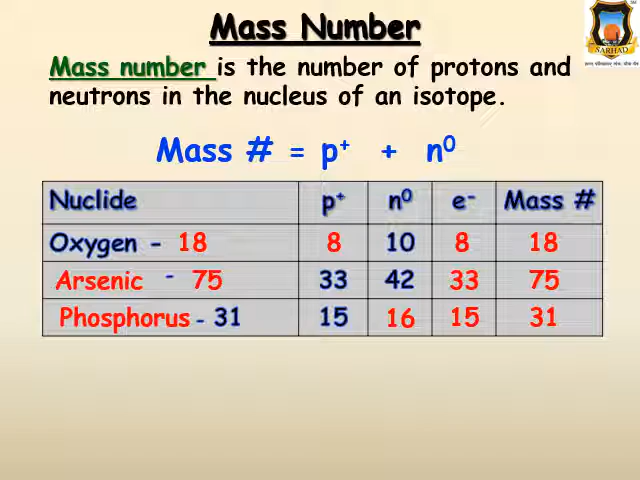 Mass Number
Mass number is the number of protons and
neutrons in the nucleus of an isotope.
Mass # = p⁺ + n⁰
Nuclide p⁺ n⁰ e⁻ Mass #
Oxygen - 18 8 10 8 18
Arsenic - 75 33 42 33 75
Phosphorus - 31 15 16 15 31
SARHAD